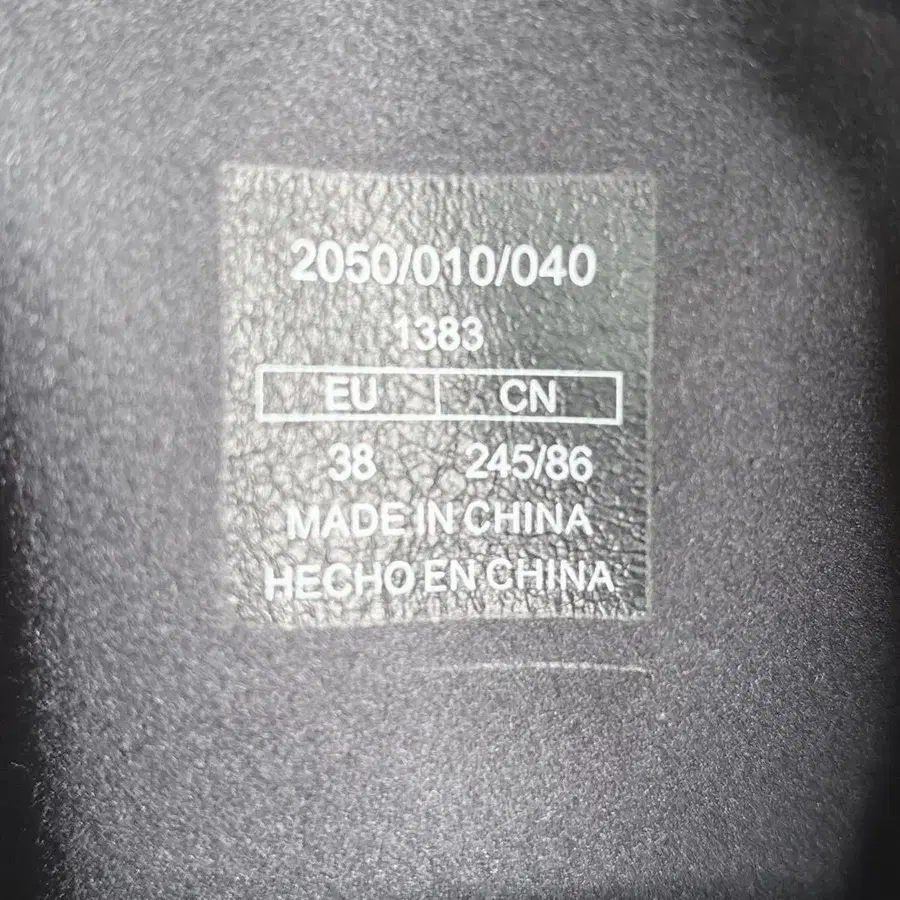 2050/010/040
1383
EU CN
38 245/86
MADE IN CHINA
HECHO EN CHINA